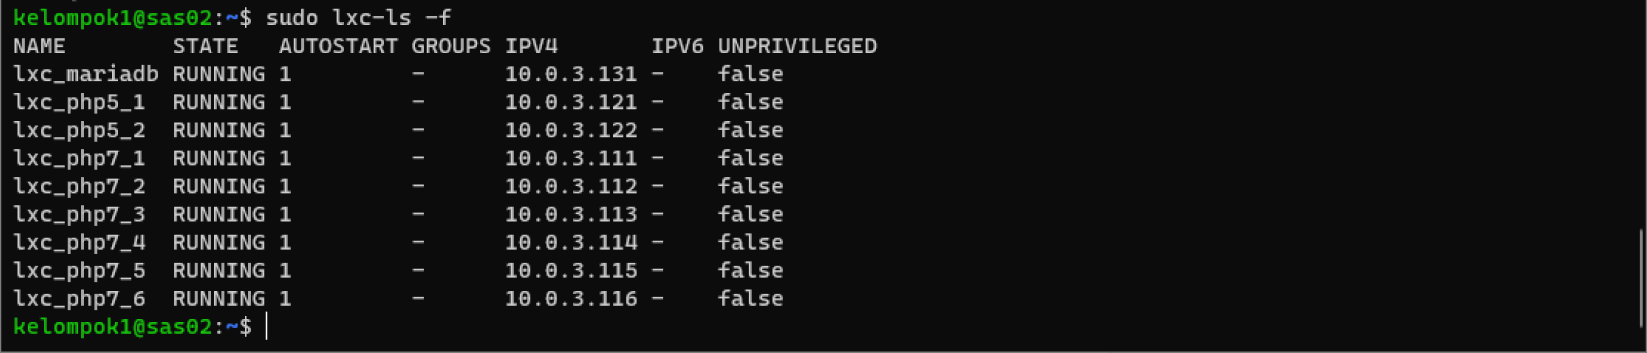 kelompok1@sas02:~$ sudo lxc-ls -f
NAME       STATE   AUTOSTART GROUPS IPV4       IPV6 UNPRIVILEGED
lxc_mariadb RUNNING 1         -      10.0.3.131 -    false
lxc_php5_1  RUNNING 1         -      10.0.3.121 -    false
lxc_php5_2  RUNNING 1         -      10.0.3.122 -    false
lxc_php7_1  RUNNING 1         -      10.0.3.111 -    false
lxc_php7_2  RUNNING 1         -      10.0.3.112 -    false
lxc_php7_3  RUNNING 1         -      10.0.3.113 -    false
lxc_php7_4  RUNNING 1         -      10.0.3.114 -    false
lxc_php7_5  RUNNING 1         -      10.0.3.115 -    false
lxc_php7_6  RUNNING 1         -      10.0.3.116 -    false
kelompok1@sas02:~$